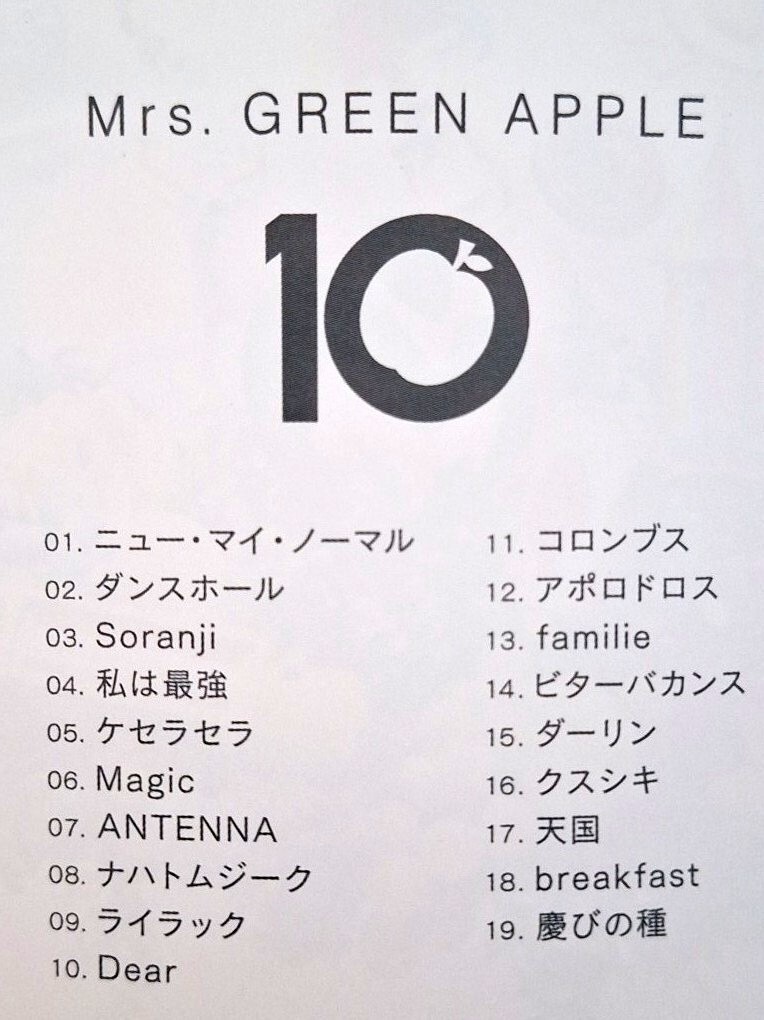 Mrs. GREEN APPLE
10
01. ニュー・マイ・ノーマル
02. ダンスホール
03. Soranji
04. 私は最強
05. ケセラセラ
06. Magic
07. ANTENNA
08. ナハトムジーク
09. ライラック
10. Dear
11. コロンブス
12. アポロドロス
13. familie
14. ビターバカンス
15. ダーリン
16. クスシキ
17. 天国
18. breakfast
19. 慶びの種